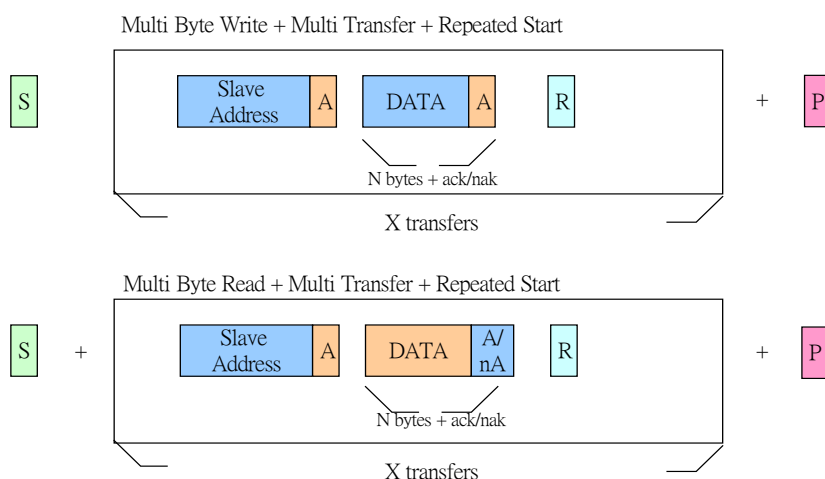 Multi Byte Write + Multi Transfer + Repeated Start
S
Slave
Address
A
DATA
A
R
+
P
N bytes + ack/nak
X transfers
Multi Byte Read + Multi Transfer + Repeated Start
S
+
Slave
Address
A
DATA
A/
nA
R
+
P
N bytes + ack/nak
X transfers